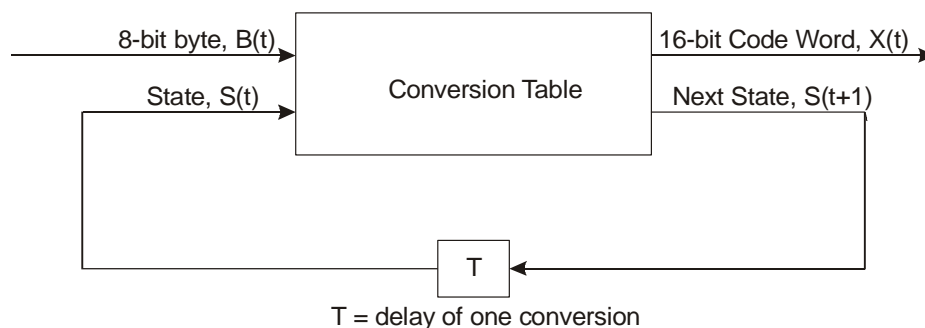 8-bit byte, B(t)
16-bit Code Word, X(t)
Conversion Table
State, S(t)
Next State, S(t+1)
T
T = delay of one conversion